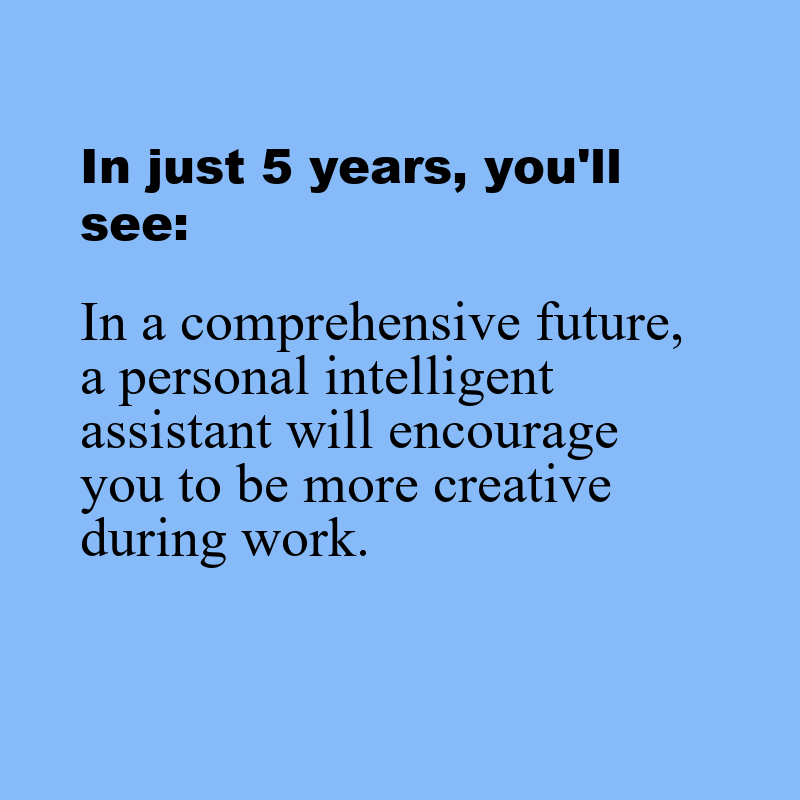 In just 5 years, you'll
see:
In a comprehensive future,
a personal intelligent
assistant will encourage
you to be more creative
during work.